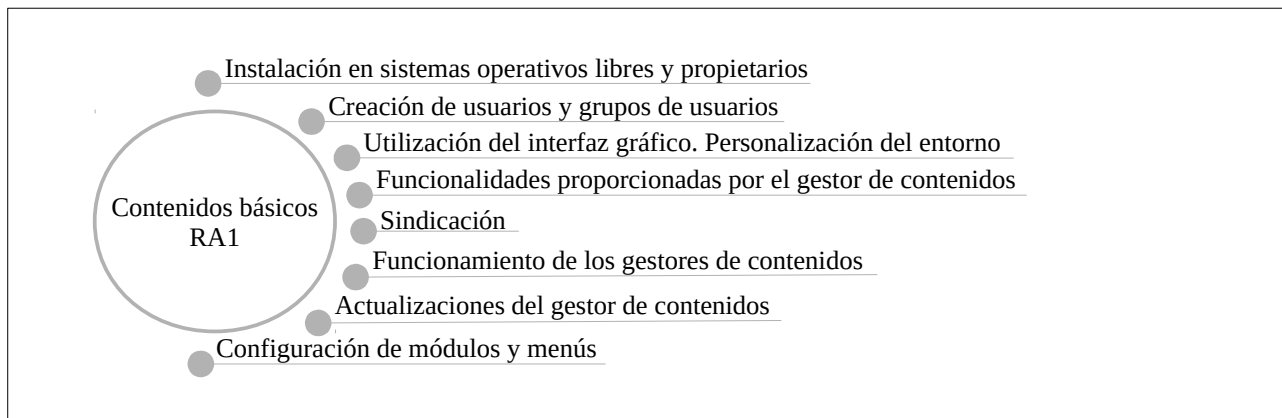 Instalación en sistemas operativos libres y propietarios
Creación de usuarios y grupos de usuarios
Utilización del interfaz gráfico. Personalización del entorno
Funcionalidades proporcionadas por el gestor de contenidos
Contenidos básicos
RA1
Sindicación
Funcionamiento de los gestores de contenidos
Actualizaciones del gestor de contenidos
Configuración de módulos y menús